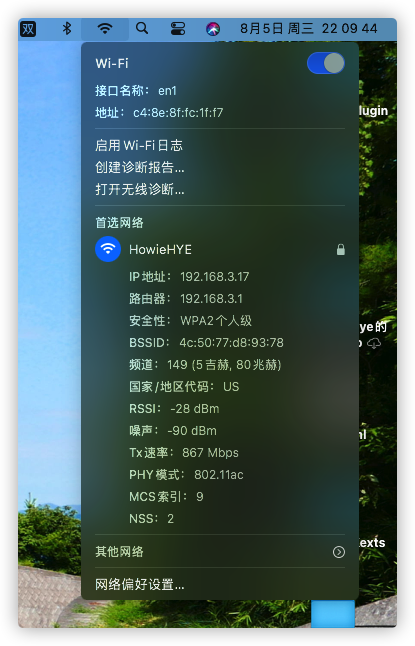 双 8月5日 周三 22 09 44
Wi-Fi
接口名称： en1
地址： c4:8e:8f:fc:1f:f7
启用 Wi-Fi 日志
创建诊断报告...
打开无线诊断...
首选网络
HowieHYE
IP 地址： 192.168.3.17
路由器： 192.168.3.1
安全性： WPA2 个人级
BSSID： 4c:50:77:d8:93:78
频道： 149 (5 吉赫, 80 兆赫)
国家/地区代码： US
RSSI： -28 dBm
噪声： -90 dBm
Tx 速率： 867 Mbps
PHY 模式： 802.11ac
MCS 索引： 9
NSS： 2
其他网络
网络偏好设置...
lugin
ye的
exts